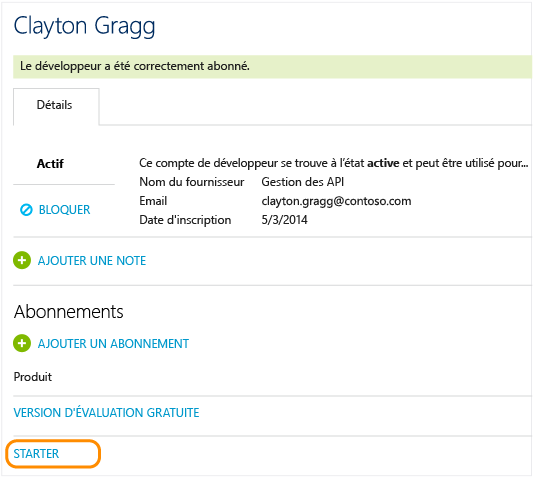 Clayton Gragg
Le développeur a été correctement abonné.
Détails
Actif
Ce compte de développeur se trouve à l'état active et peut être utilisé pour...
Nom du fournisseur Gestion des API
BLOQUER
Email clayton.gragg@contoso.com
Date d'inscription 5/3/2014
AJOUTER UNE NOTE
Abonnements
AJOUTER UN ABONNEMENT
Produit
VERSION D'ÉVALUATION GRATUITE
STARTER